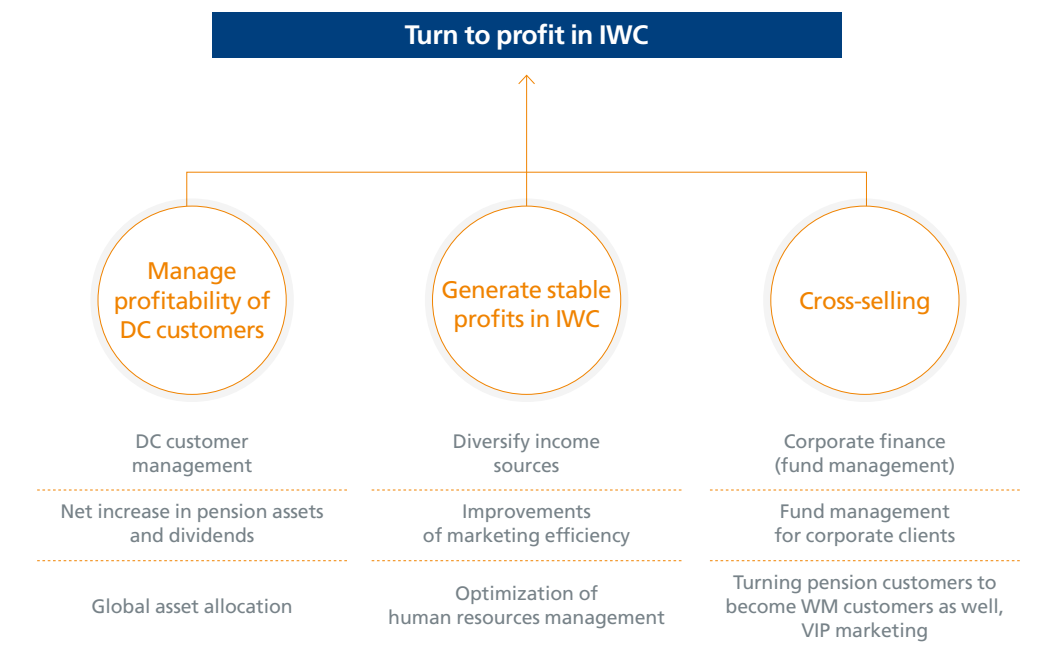 Turn to profit in IWC
Manage
profitability of
DC customers
Generate stable
profits in IWC
Cross-selling
DC customer
management
Net increase in pension assets
and dividends
Global asset allocation
Diversify income
sources
Improvements
of marketing efficiency
Optimization of
human resources management
Corporate finance
(fund management)
Fund management
for corporate clients
Turning pension customers to
become WM customers as well,
VIP marketing